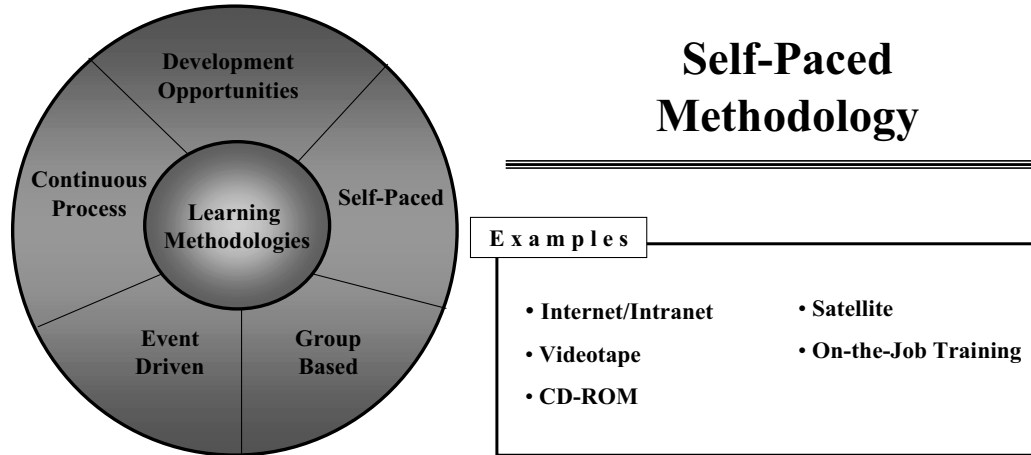 Development
Opportunities
Continuous
Process
Learning
Methodologies
Self-Paced
Event
Driven
Group
Based
Self-Paced
Methodology
Examples
• Internet/Intranet
• Videotape
• CD-ROM
• Satellite
• On-the-Job Training